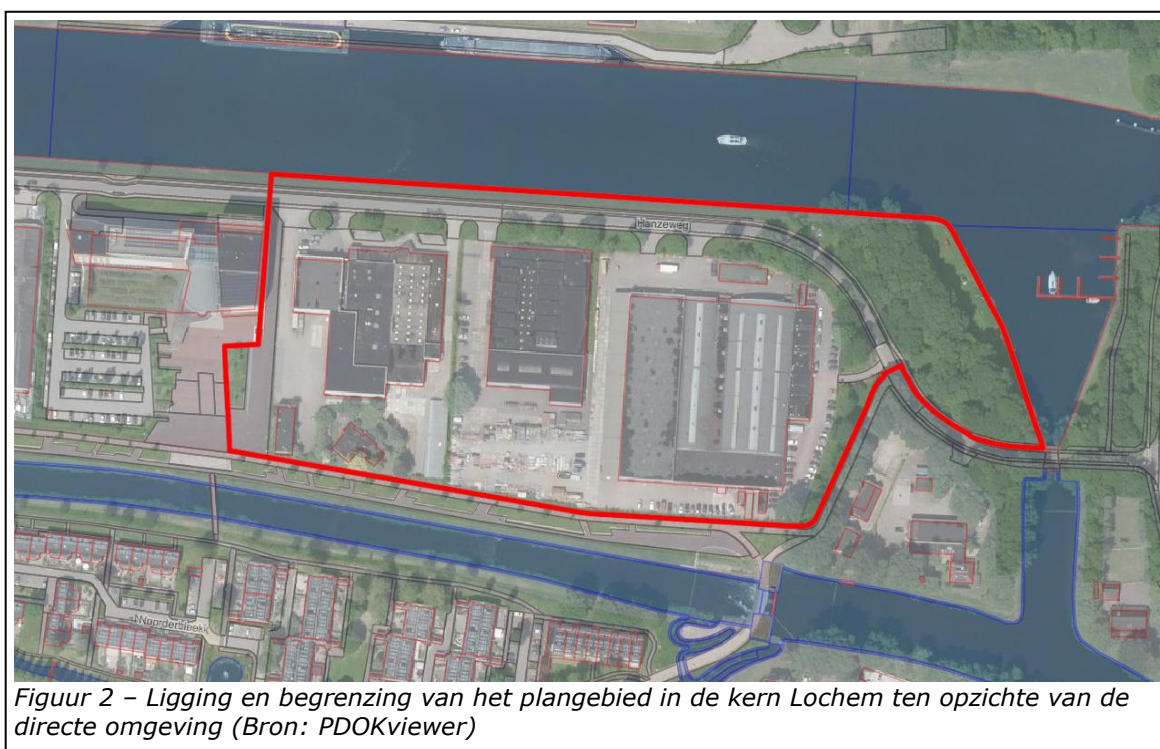 Hanzeweg
Noorderbleek
Figuur 2 – Ligging en begrenzing van het plangebied in de kern Lochem ten opzichte van de
directe omgeving (Bron: PDOKviewer)